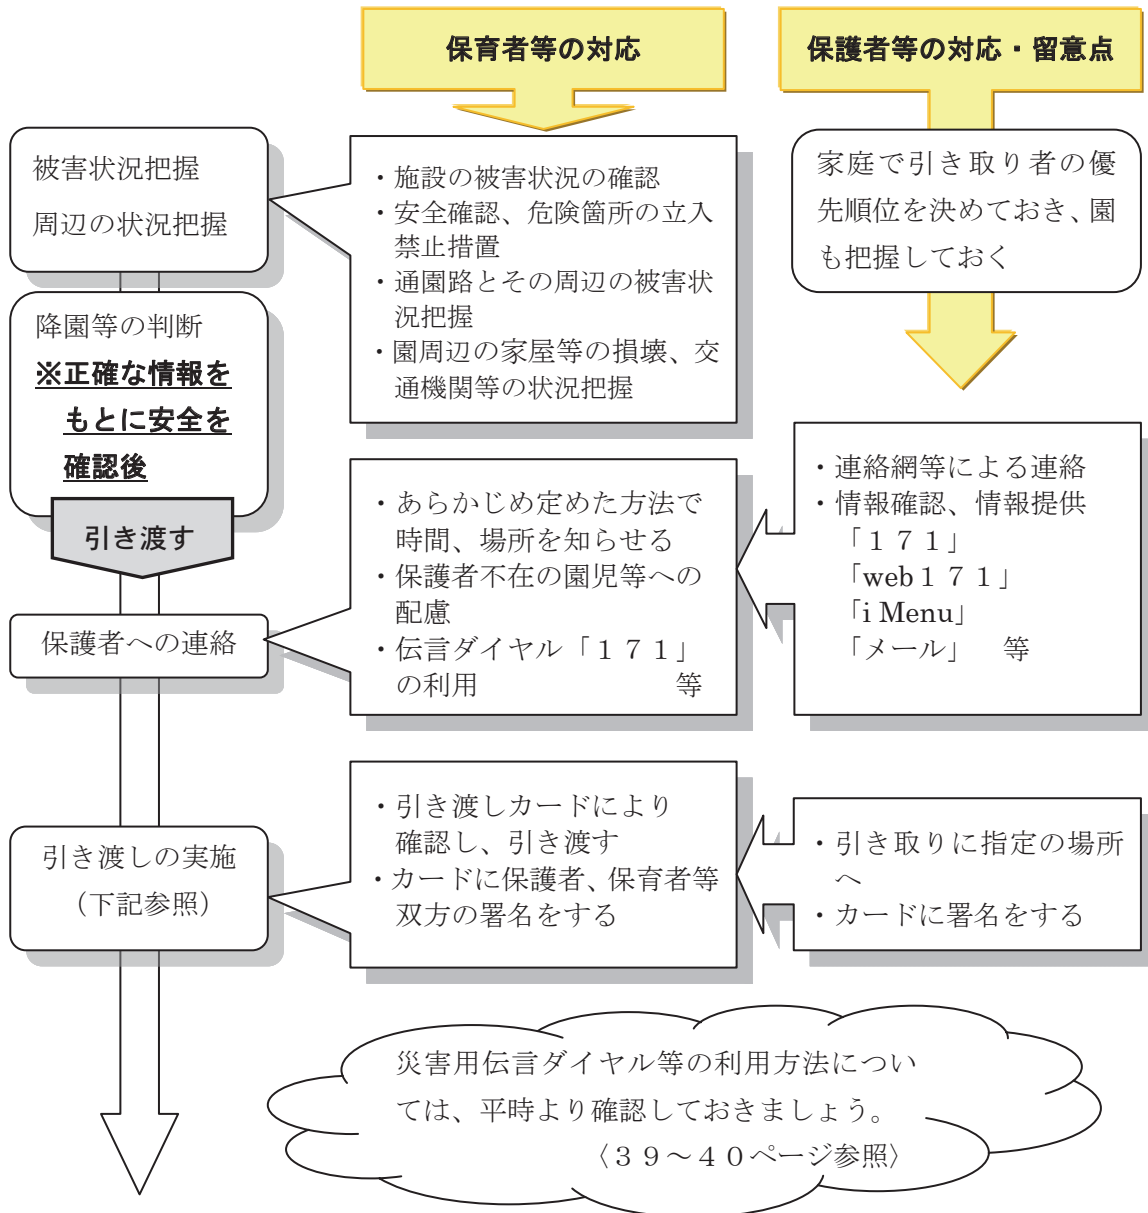 保育者等の対応
保護者等の対応・留意点
被害状況把握
周辺の状況把握
・施設の被害状況の確認
・安全確認、危険箇所の立入
禁止措置
・通園路とその周辺の被害状
況把握
・園周辺の家屋等の損壊、交
通機関等の状況把握
家庭で引き取り者の優
先順位を決めておき、園
も把握しておく
降園等の判断
※正確な情報を
もとに安全を
確認後
引き渡す
保護者への連絡
・あらかじめ定めた方法で
時間、場所を知らせる
・保護者不在の園児等への
配慮
・伝言ダイヤル「１７１」
の利用　　　　　　　等
・連絡網等による連絡
・情報確認、情報提供
「１７１」
「web１７１」
「i Menu」
「メール」　等
引き渡しの実施
（下記参照）
・引き渡しカードにより
確認し、引き渡す
・カードに保護者、保育者等
双方の署名をする
・引き取りに指定の場所
へ
・カードに署名をする
災害用伝言ダイヤル等の利用方法につい
ては、平時より確認しておきましょう。
〈３９～４０ページ参照〉